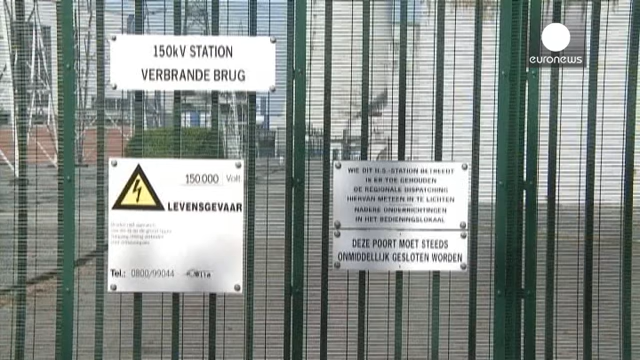 150kV STATION
VERBRANDE BRUG
euronews
150.000 Volt
LEVENSGEVAAR
Tel.: 0800/99044
WIE DIT H.S.-STATION BETREEDT
IS ER TOE GEHOUDEN
DE REGIONALE DISPATCHING
HIERVAN METEEN IN TE LICHTEN
NADERE ONDERRICHTINGEN
IN HET BEDIENINGSLOKAAL
DEZE POORT MOET STEEDS
ONMIDDELLIJK GESLOTEN WORDEN